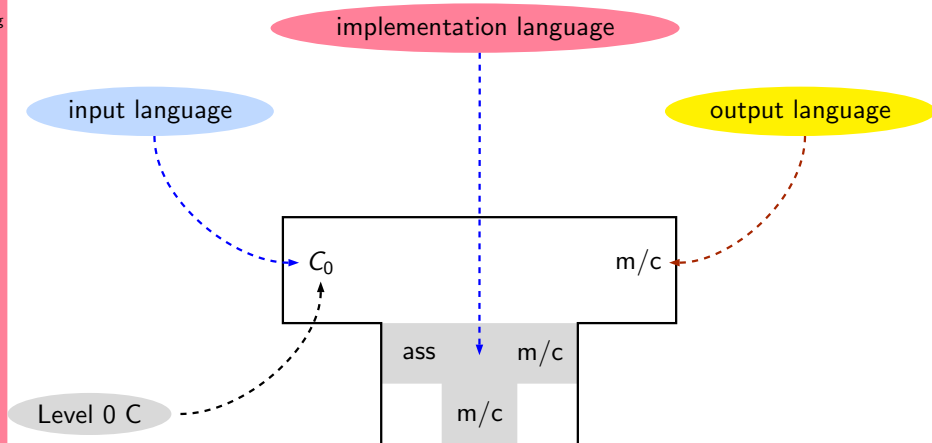 g
implementation language
input language
output language
C₀
m/c
ass
m/c
Level 0 C
m/c